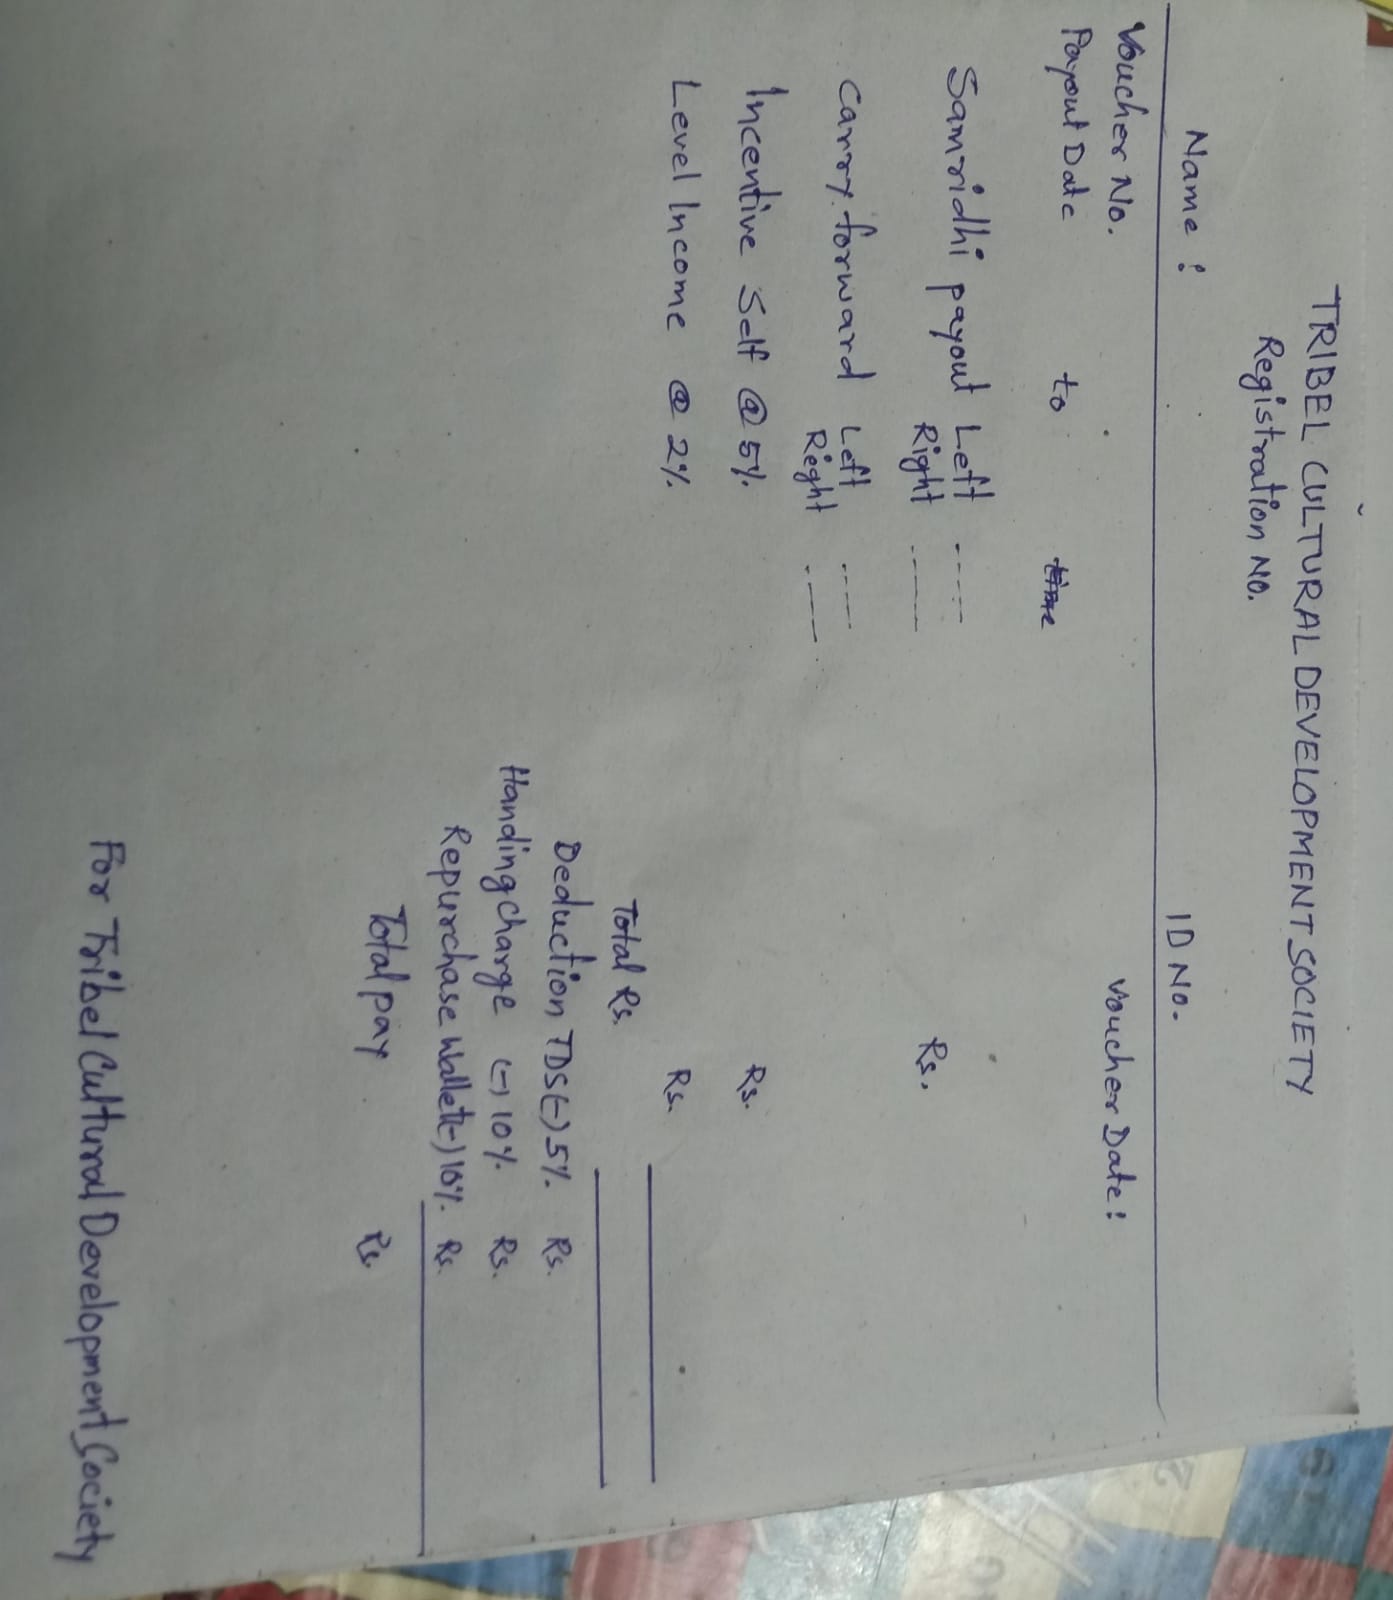 TRIBEL CULTURAL DEVELOPMENT SOCIETY
Registration NO.
Name : ID NO.
Voucher No. Voucher Date :
Payout Date to time
Samridhi payout Left -----
Right ----- Rs.
Carry forward Left -----
Right -----
Incentive Self @ 5%. Rs.
Level Income @ 2%. Rs.
Total Rs.
Deduction TDS (-) 5%. Rs.
Handing charge (-) 10%. Rs.
Repurchase Wallet (-) 10%. Rs.
Total pay Rs
For Tribel Cultural Development Society